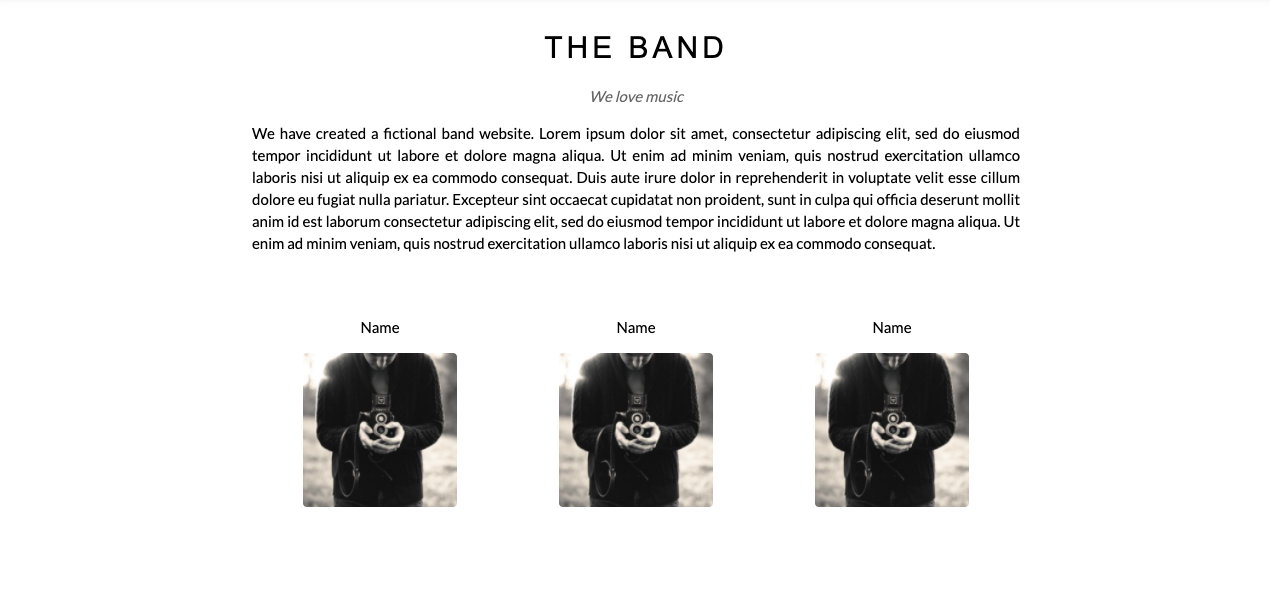 THE BAND
We love music
We have created a fictional band website. Lorem ipsum dolor sit amet, consectetur adipiscing elit, sed do eiusmod
tempor incididunt ut labore et dolore magna aliqua. Ut enim ad minim veniam, quis nostrud exercitation ullamco
laboris nisi ut aliquip ex ea commodo consequat. Duis aute irure dolor in reprehenderit in voluptate velit esse cillum
dolore eu fugiat nulla pariatur. Excepteur sint occaecat cupidatat non proident, sunt in culpa qui officia deserunt mollit
anim id est laborum consectetur adipiscing elit, sed do eiusmod tempor incididunt ut labore et dolore magna aliqua. Ut
enim ad minim veniam, quis nostrud exercitation ullamco laboris nisi ut aliquip ex ea commodo consequat.
Name Name Name